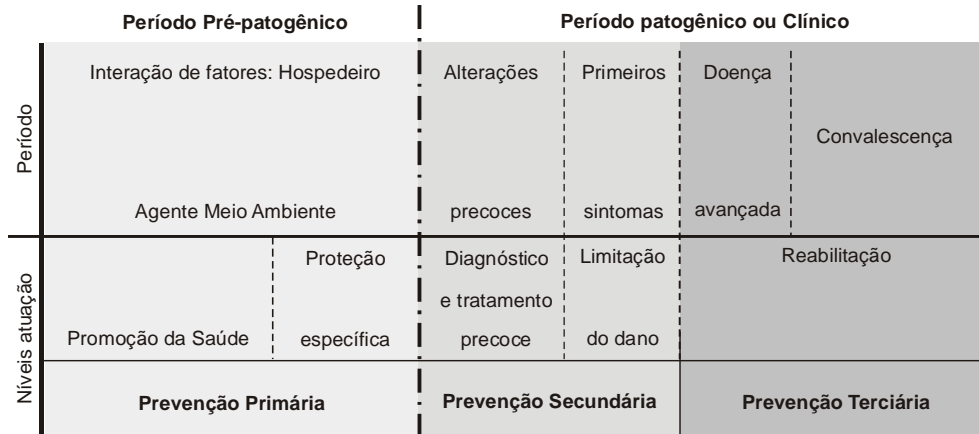 Período Pré-patogênico
Período patogênico ou Clínico
Período
Interação de fatores: Hospedeiro
Agente Meio Ambiente
Alterações
precoces
Primeiros
sintomas
Doença
avançada
Convalescença
Níveis atuação
Promoção da Saúde
Proteção
específica
Diagnóstico
e tratamento
precoce
Limitação
do dano
Reabilitação
Prevenção Primária
Prevenção Secundária
Prevenção Terciária